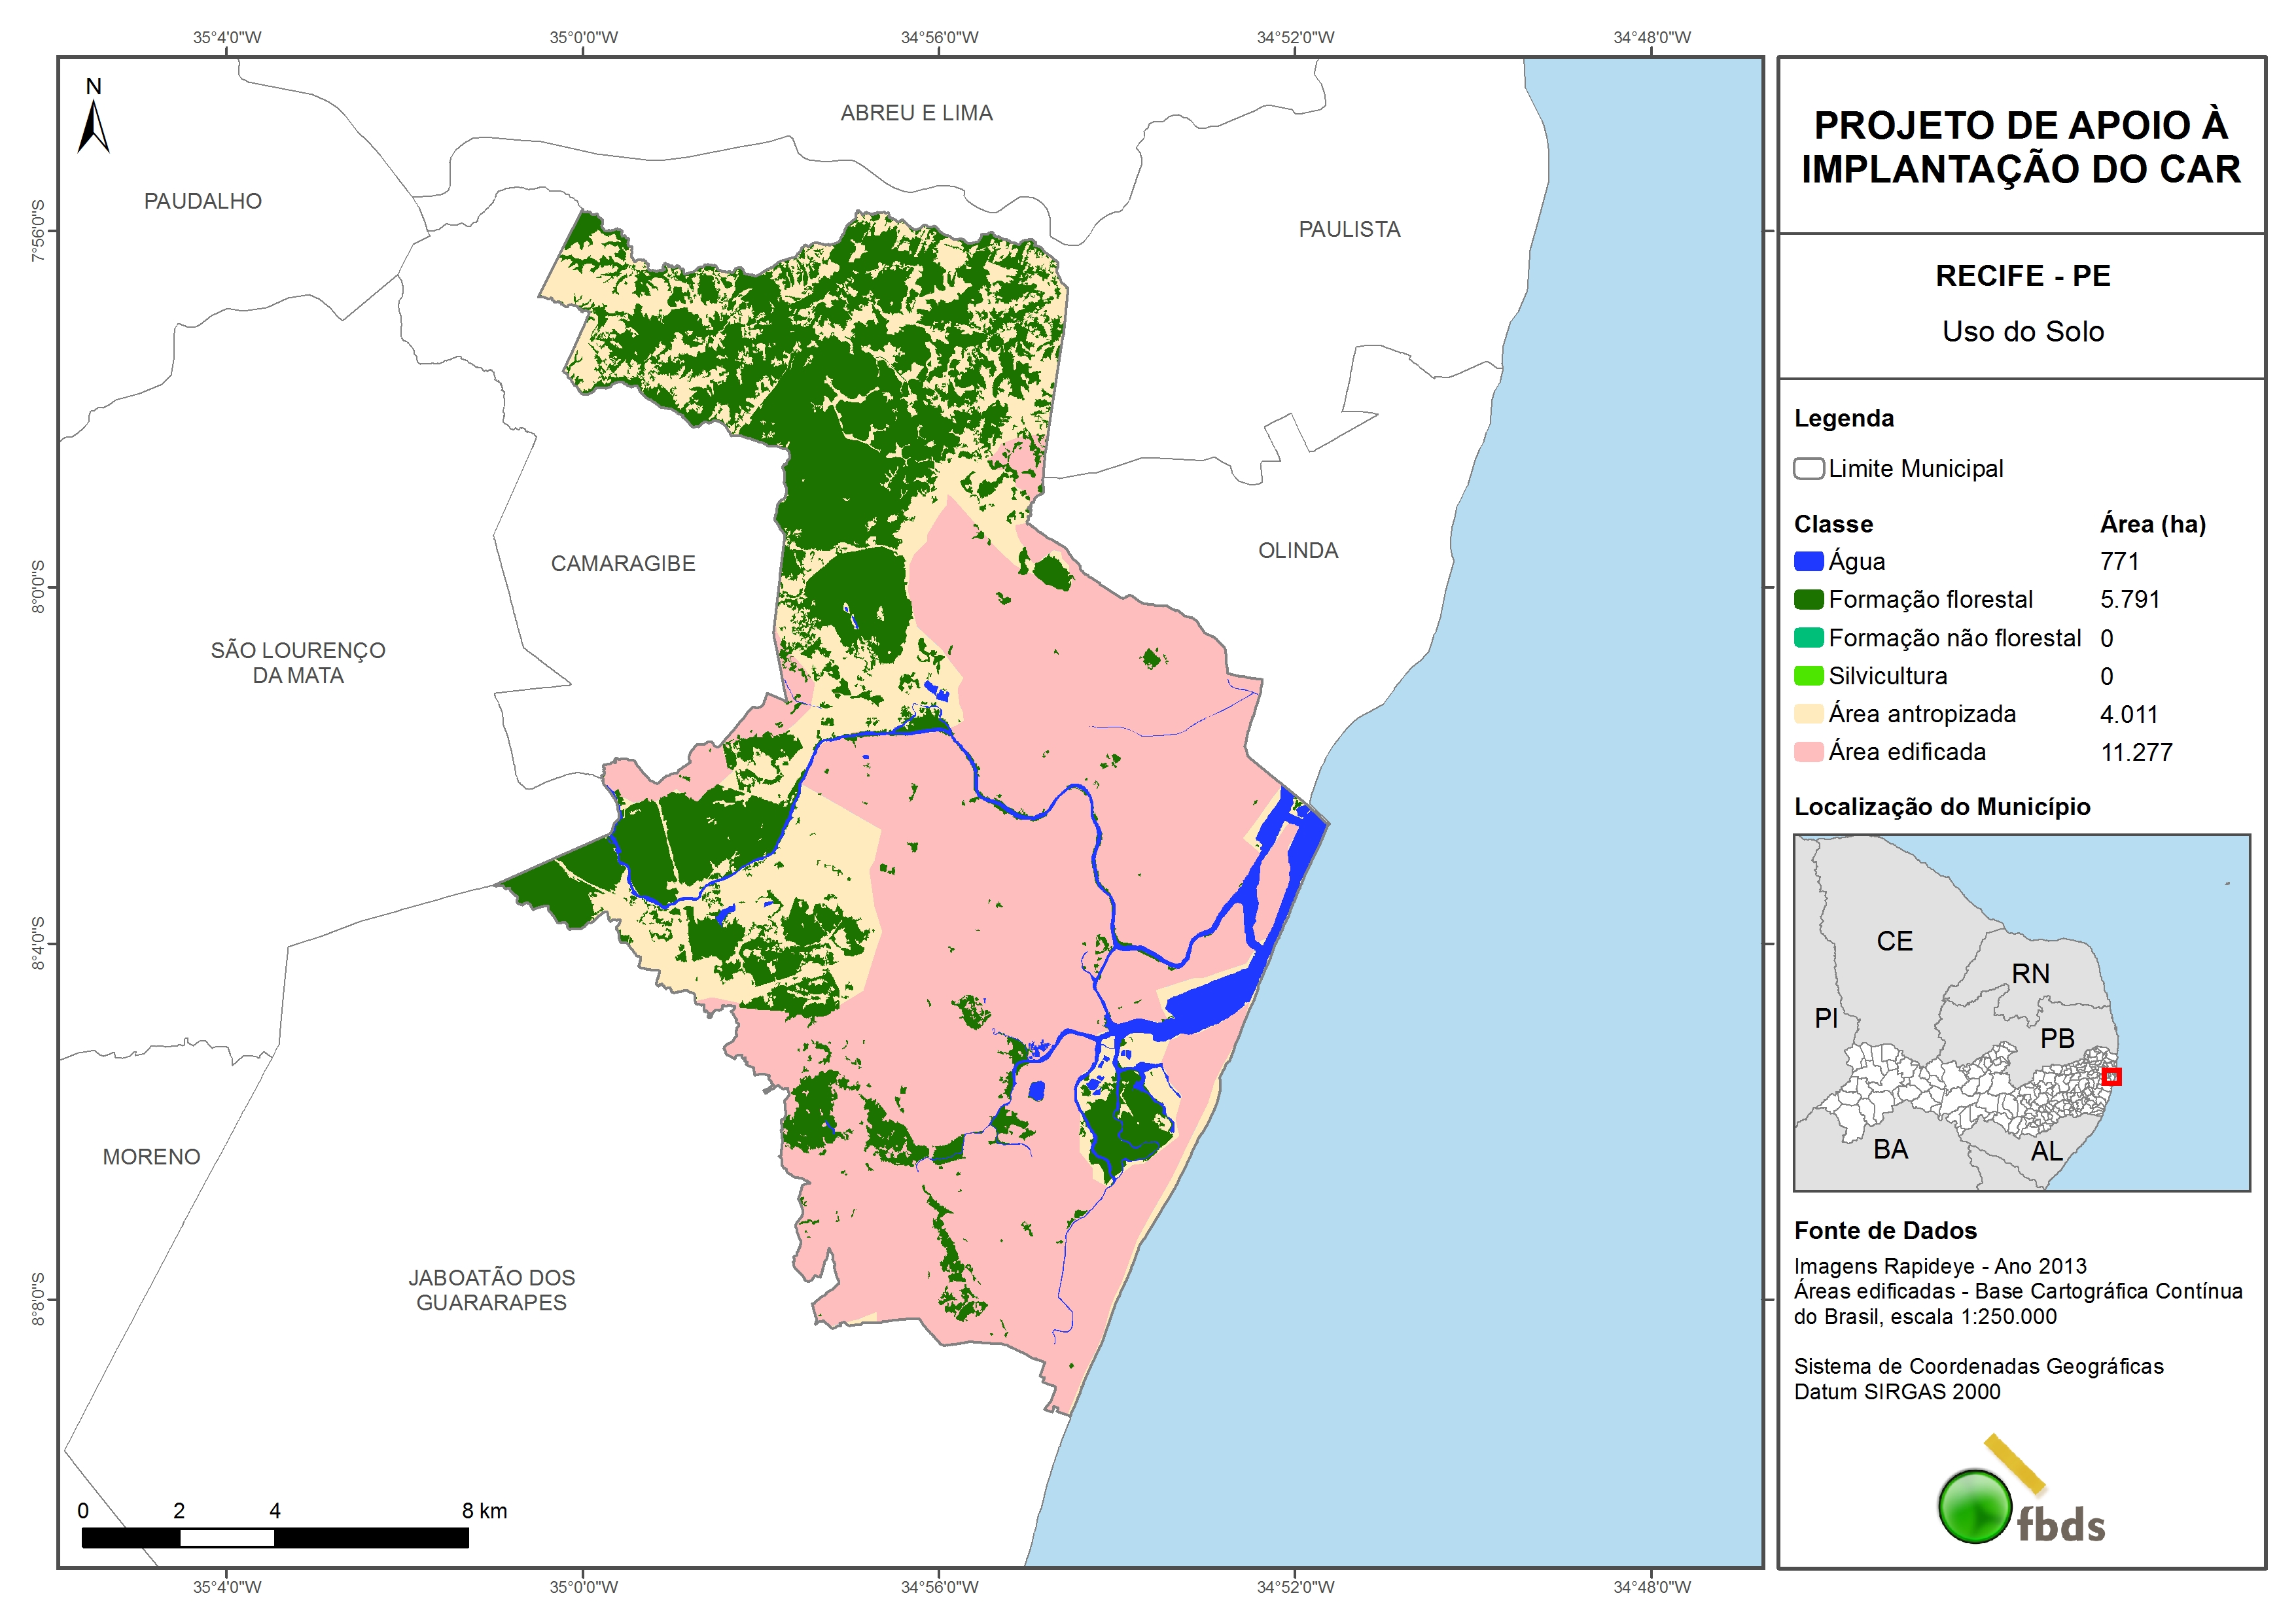 35°4'0"W
35°0'0"W
34°56'0"W
34°52'0"W
34°48'0"W
7°56'0"S
8°0'0"S
8°4'0"S
8°8'0"S
N
ABREU E LIMA
PAUDALHO
PAULISTA
CAMARAGIBE
OLINDA
SÃO LOURENÇO
DA MATA
MORENO
JABOATÃO DOS
GUARARAPES
0 2 4 8 km
35°4'0"W
35°0'0"W
34°56'0"W
34°52'0"W
34°48'0"W
PROJETO DE APOIO À
IMPLANTAÇÃO DO CAR
RECIFE - PE
Uso do Solo
Legenda
Limite Municipal
Classe Área (ha)
Água 771
Formação florestal 5.791
Formação não florestal 0
Silvicultura 0
Área antropizada 4.011
Área edificada 11.277
Localização do Município
CE
RN
PI
PB
BA
AL
Fonte de Dados
Imagens Rapideye - Ano 2013
Áreas edificadas - Base Cartográfica Contínua
do Brasil, escala 1:250.000
Sistema de Coordenadas Geográficas
Datum SIRGAS 2000
fbds